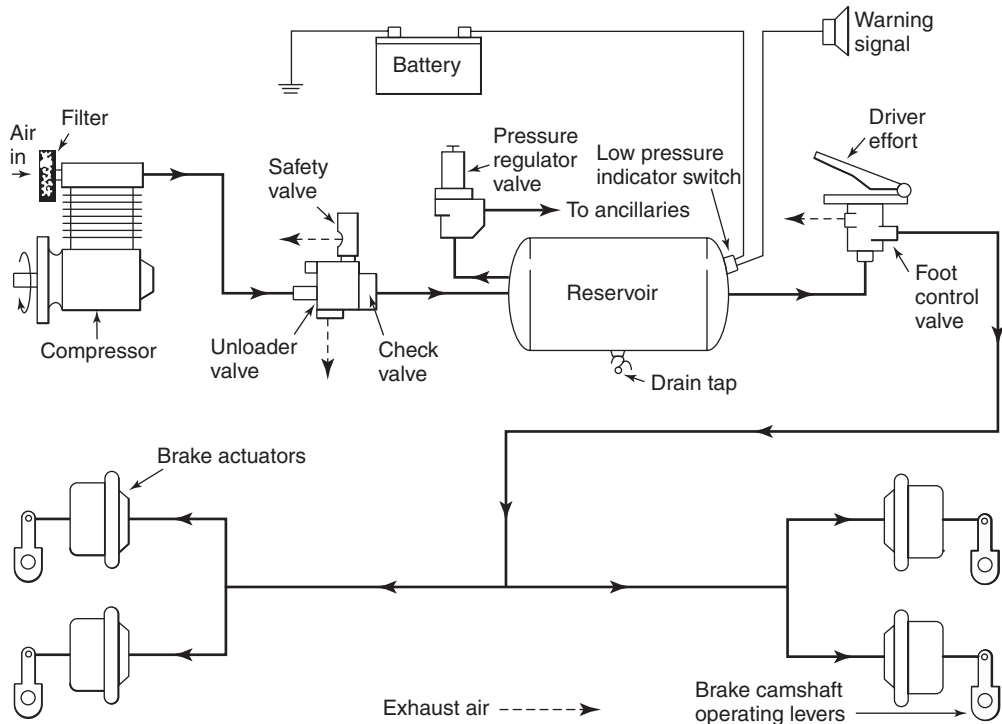 Warning
signal
Battery
Filter
Air
in
Safety
valve
Pressure
regulator
valve
Low pressure
indicator switch
Driver
effort
To ancillaries
Reservoir
Foot
control
valve
Compressor
Unloader
valve
Check
valve
Drain tap
Brake actuators
Exhaust air
Brake camshaft
operating levers